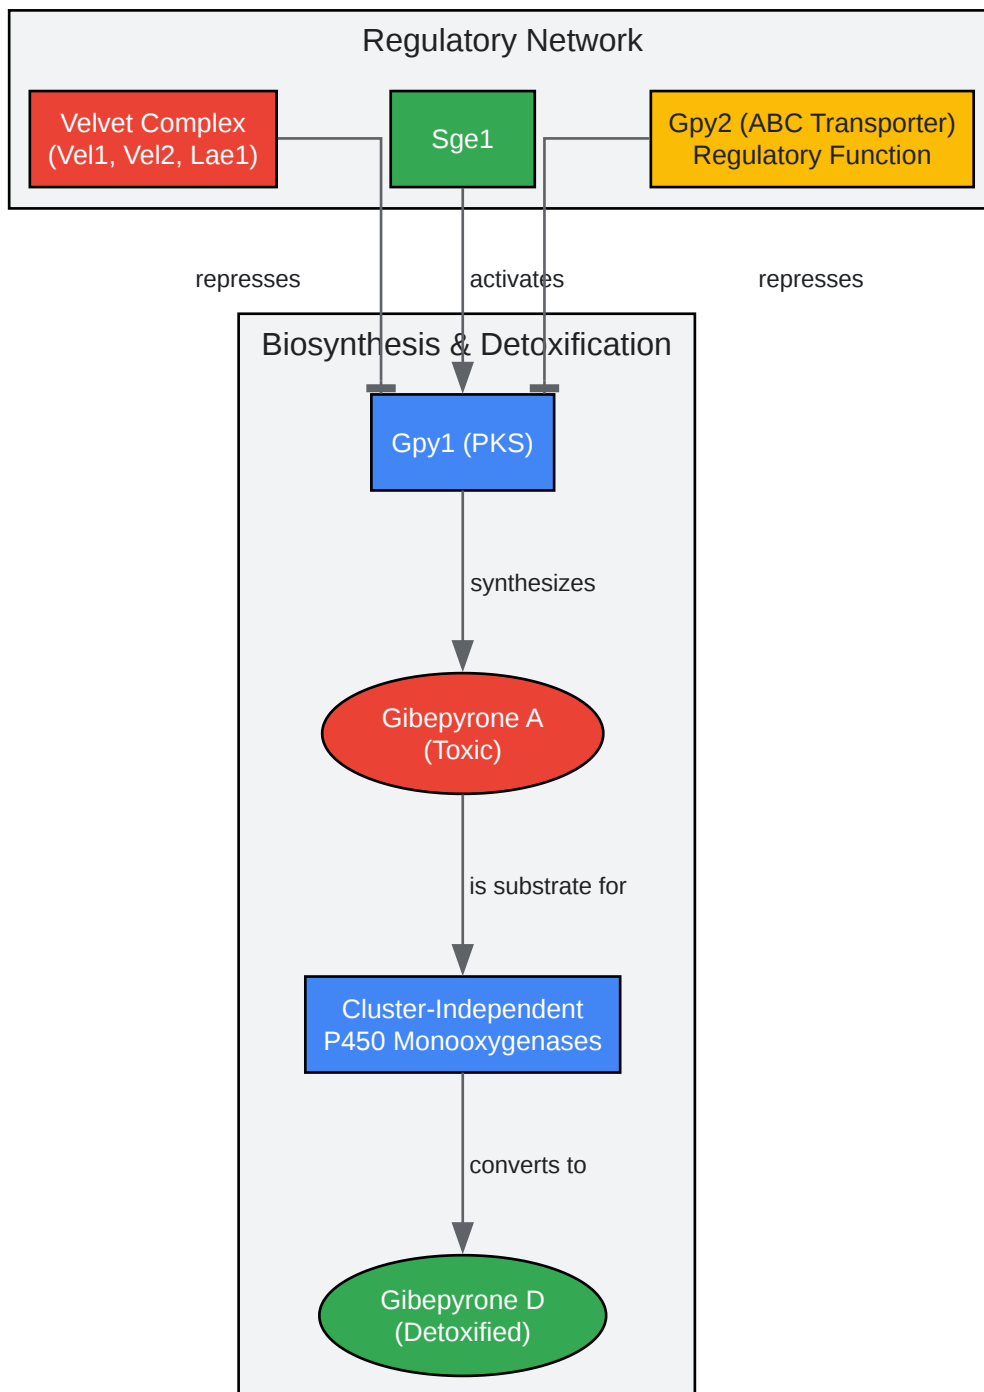 Regulatory Network
Velvet Complex
(Vel1, Vel2, Lae1)
Sge1
Gpy2 (ABC Transporter)
Regulatory Function
represses
activates
represses
Biosynthesis & Detoxification
Gpy1 (PKS)
synthesizes
Gibepyrone A
(Toxic)
is substrate for
Cluster-Independent
P450 Monooxygenases
converts to
Gibepyrone D
(Detoxified)